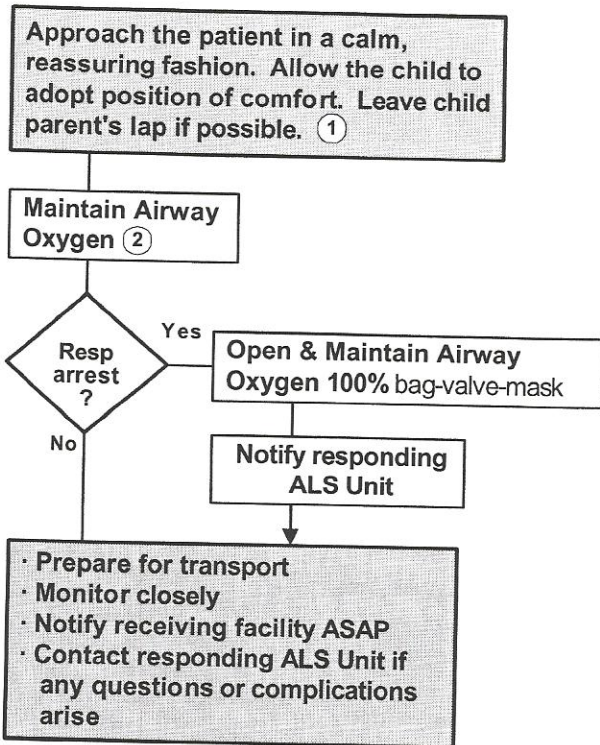 Approach the patient in a calm,
reassuring fashion. Allow the child to
adopt position of comfort. Leave child
parent's lap if possible. 1
Maintain Airway
Oxygen 2
Resp
arrest
?
Yes
Open & Maintain Airway
Oxygen 100% bag-valve-mask
No
Notify responding
ALS Unit
· Prepare for transport
· Monitor closely
· Notify receiving facility ASAP
· Contact responding ALS Unit if
any questions or complications
arise